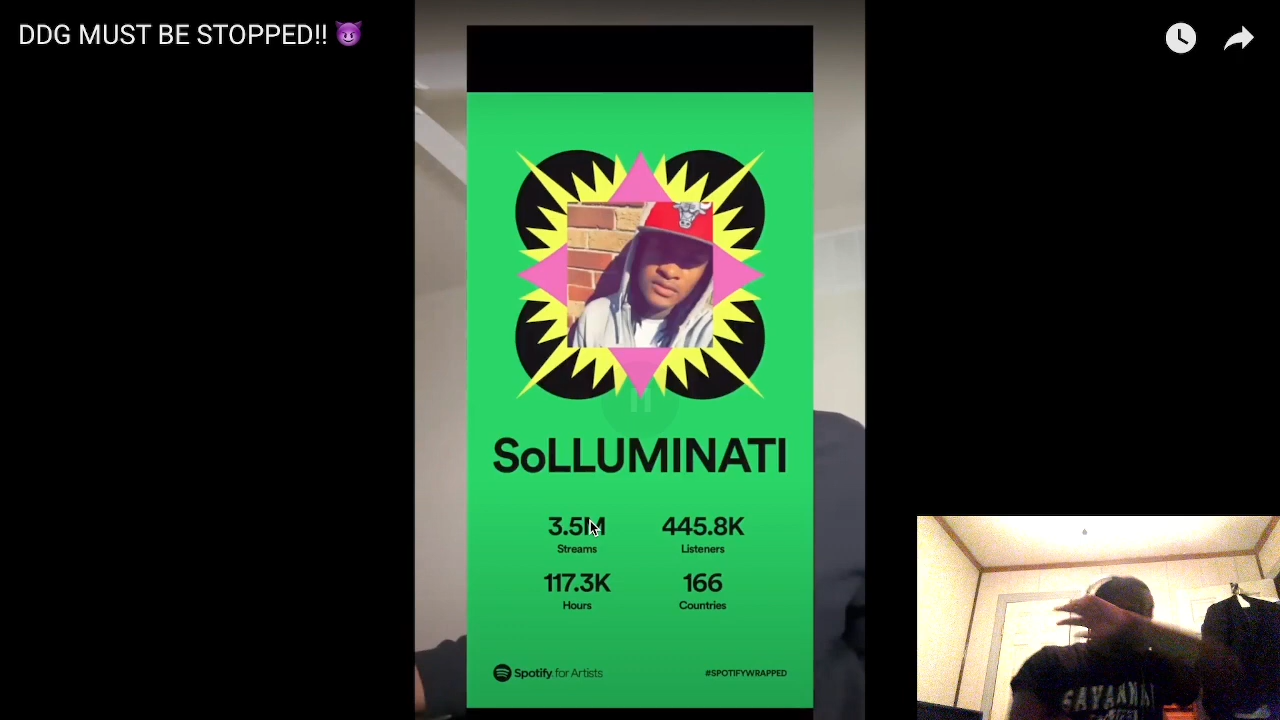 DDG MUST BE STOPPED!! 😈
SoLLUMINATI
3.5M 445.8K
Streams Listeners
117.3K 166
Hours Countries
Spotify for Artists #SPOTIFYWRAPPED
SAVANNAH